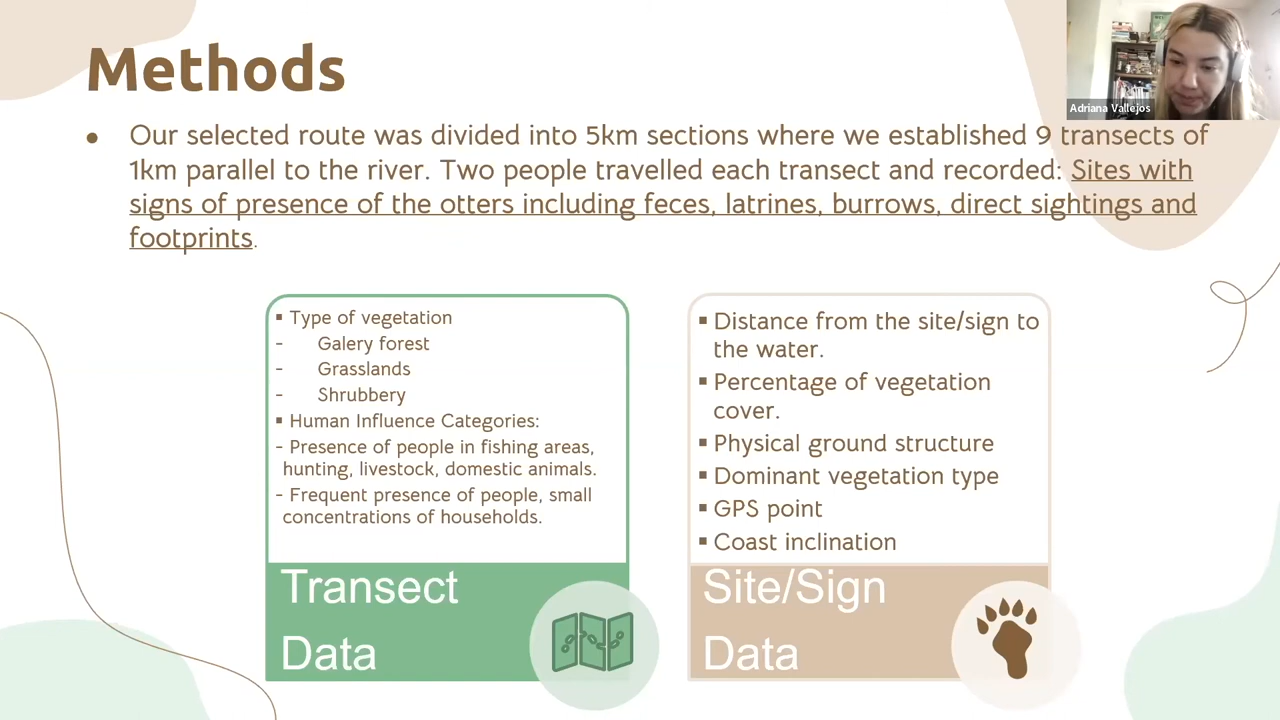 Methods
Adriana Vallejos
● Our selected route was divided into 5km sections where we established 9 transects of
1km parallel to the river. Two people travelled each transect and recorded: Sites with
signs of presence of the otters including feces, latrines, burrows, direct sightings and
footprints.
▪ Type of vegetation
- Galery forest
- Grasslands
- Shrubbery
▪ Human Influence Categories:
- Presence of people in fishing areas,
hunting, livestock, domestic animals.
- Frequent presence of people, small
concentrations of households.
Transect
Data
▪ Distance from the site/sign to
the water.
▪ Percentage of vegetation
cover.
▪ Physical ground structure
▪ Dominant vegetation type
▪ GPS point
▪ Coast inclination
Site/Sign
Data